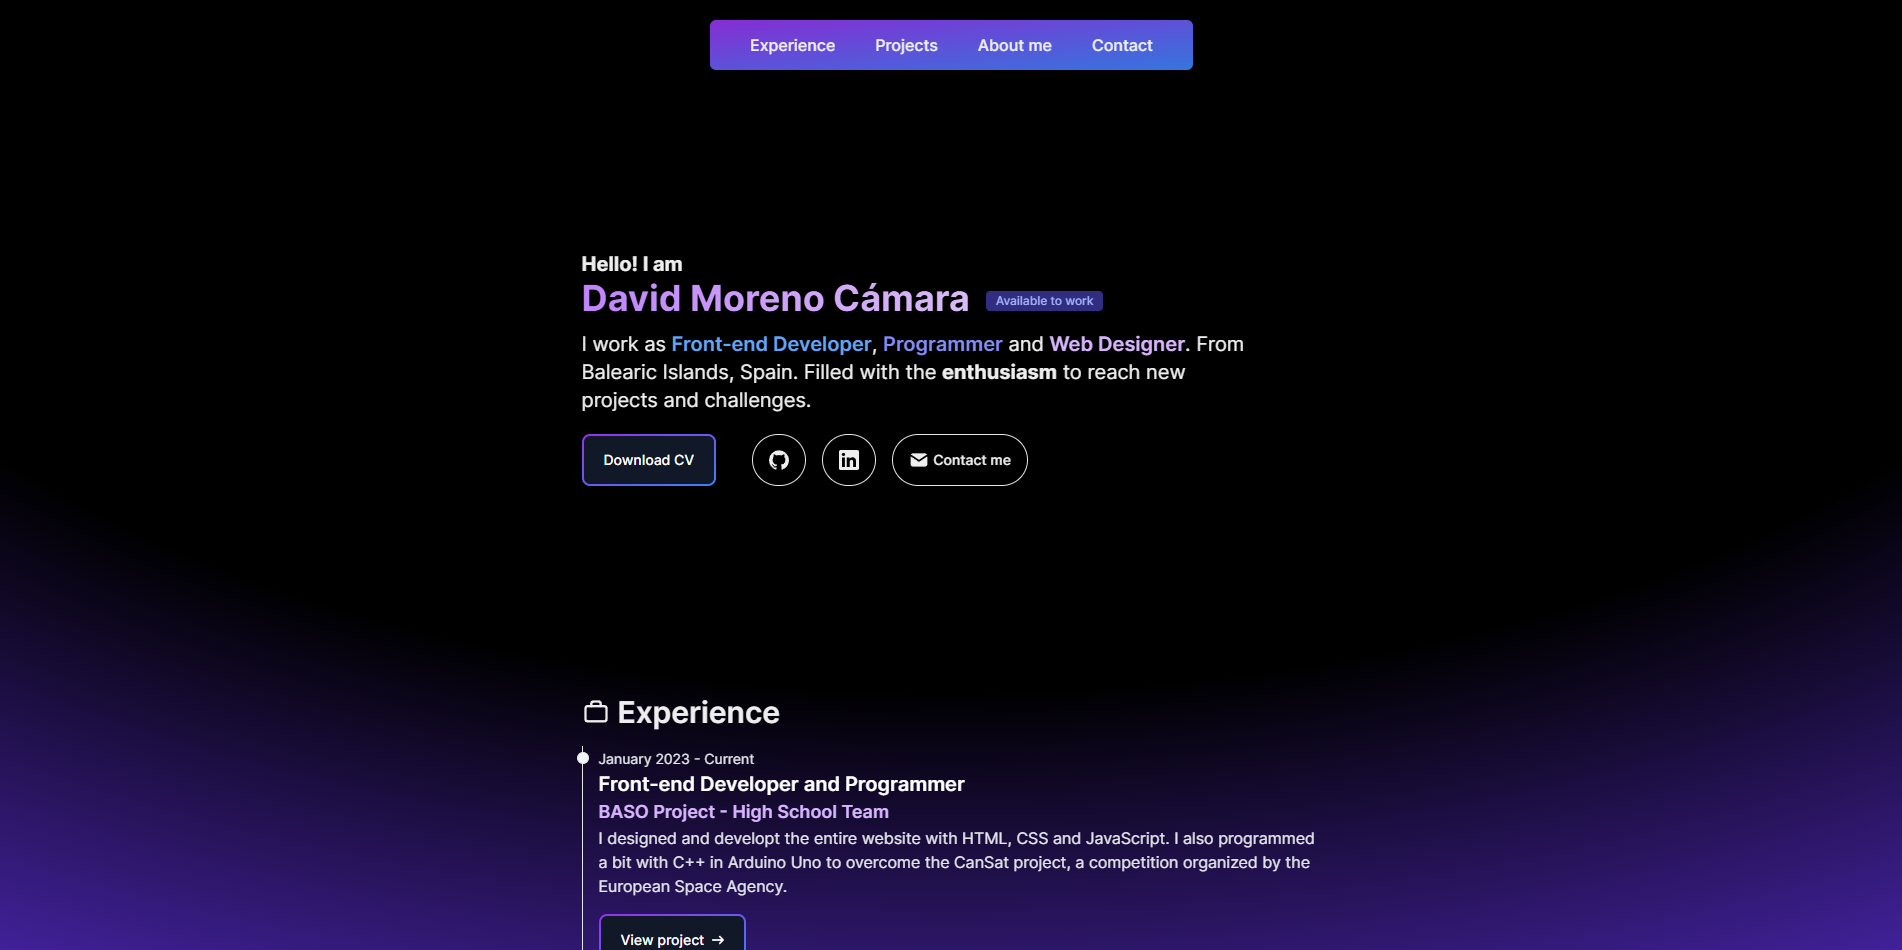 Experience Projects About me Contact
Hello! I am
David Moreno Cámara Available to work
I work as Front-end Developer, Programmer and Web Designer. From
Balearic Islands, Spain. Filled with the enthusiasm to reach new
projects and challenges.
Download CV in Contact me
Experience
January 2023 - Current
Front-end Developer and Programmer
BASO Project - High School Team
I designed and developt the entire website with HTML, CSS and JavaScript. I also programmed
a bit with C++ in Arduino Uno to overcome the CanSat project, a competition organized by the
European Space Agency.
View project →